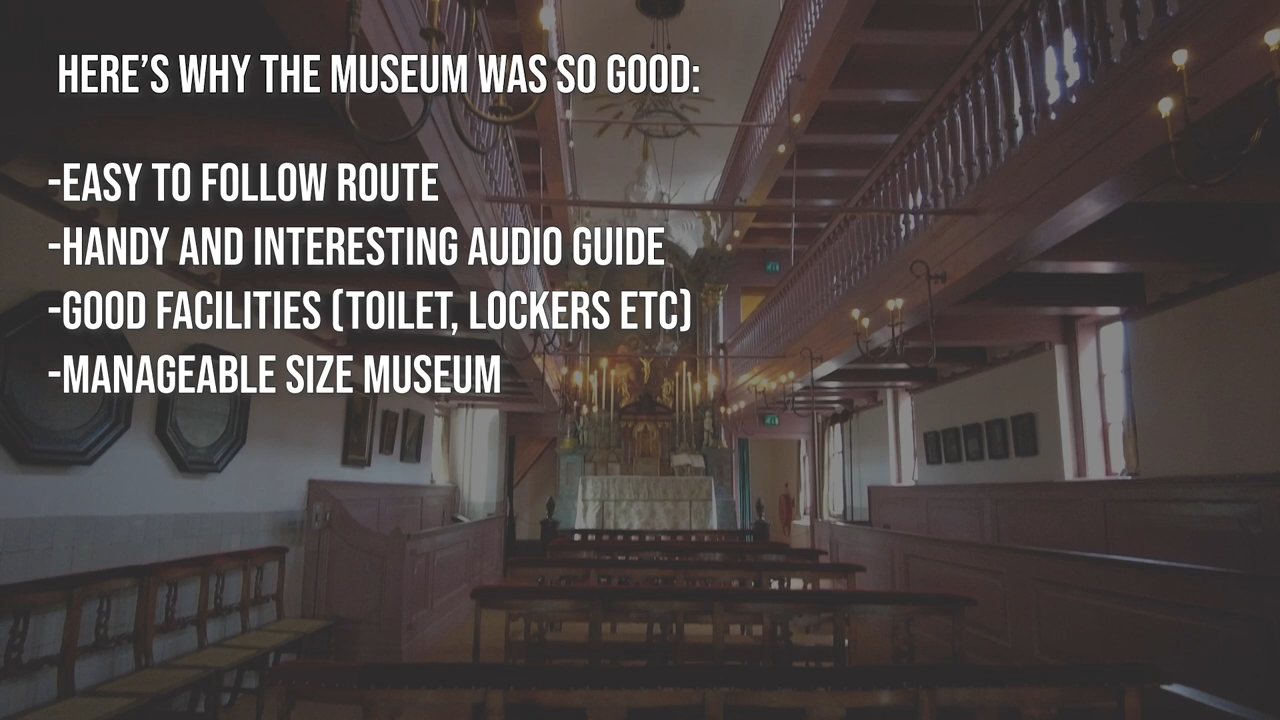 HERE’S WHY THE MUSEUM WAS SO GOOD:
-EASY TO FOLLOW ROUTE
-HANDY AND INTERESTING AUDIO GUIDE
-GOOD FACILITIES (TOILET, LOCKERS ETC)
-MANAGEABLE SIZE MUSEUM